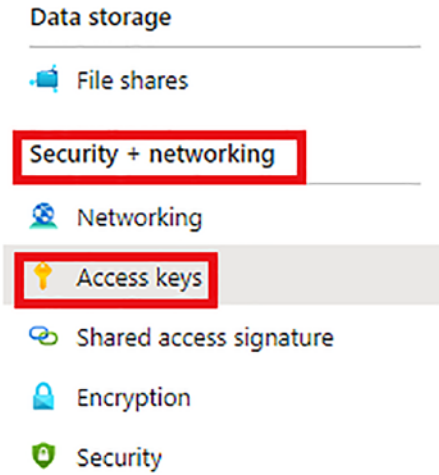 Data storage
File shares
Security + networking
Networking
Access keys
Shared access signature
Encryption
Security